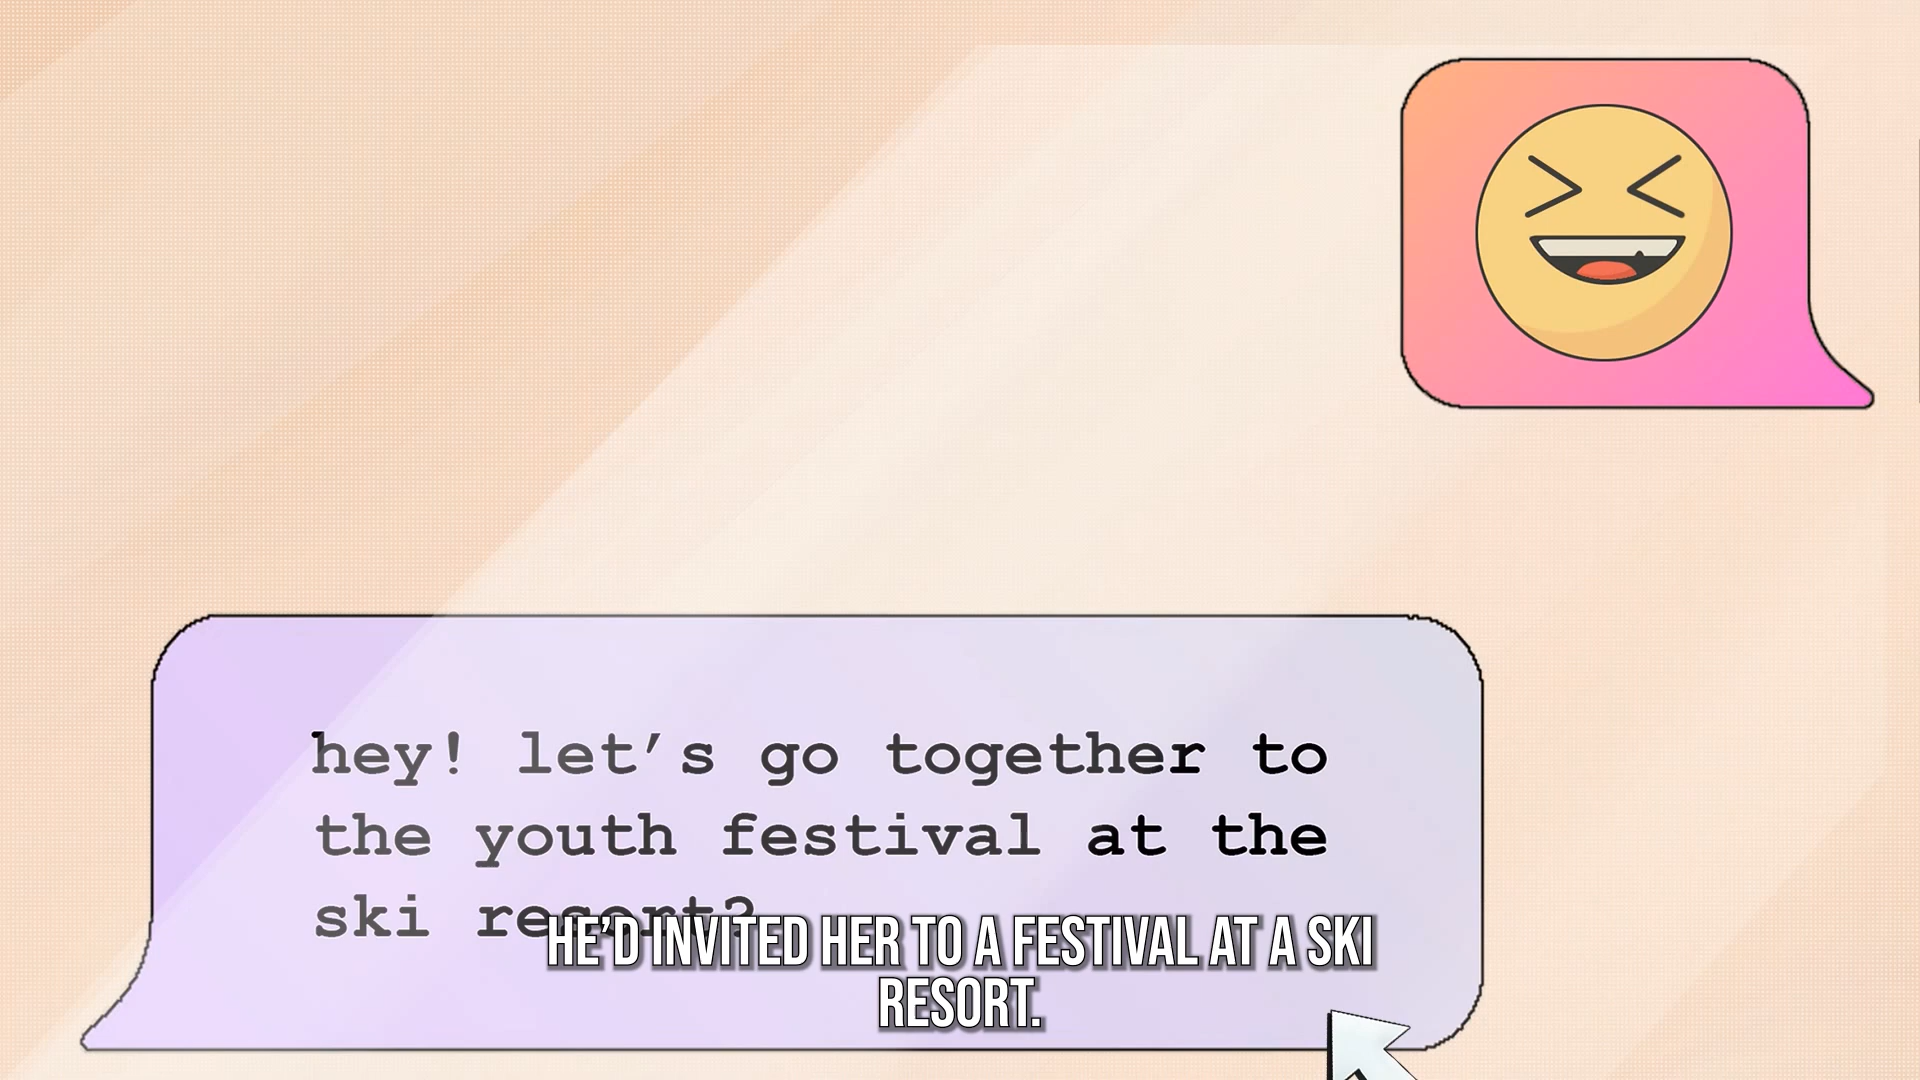 hey! let’s go together to
the youth festival at the
ski resort?
HE’D INVITED HER TO A FESTIVAL AT A SKI
RESORT.